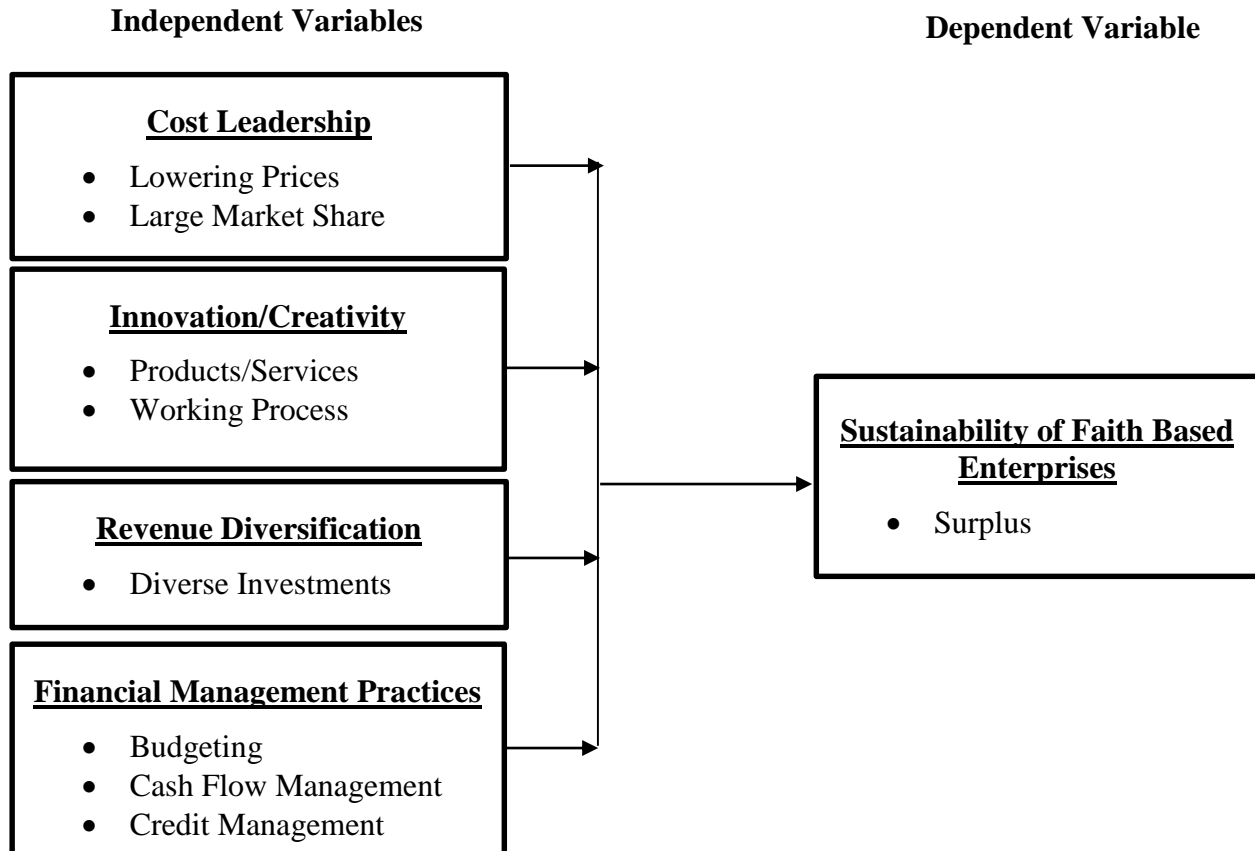 Independent Variables
Dependent Variable
Cost Leadership
• Lowering Prices
• Large Market Share
Innovation/Creativity
• Products/Services
• Working Process
Revenue Diversification
• Diverse Investments
Financial Management Practices
• Budgeting
• Cash Flow Management
• Credit Management
Sustainability of Faith Based
Enterprises
• Surplus